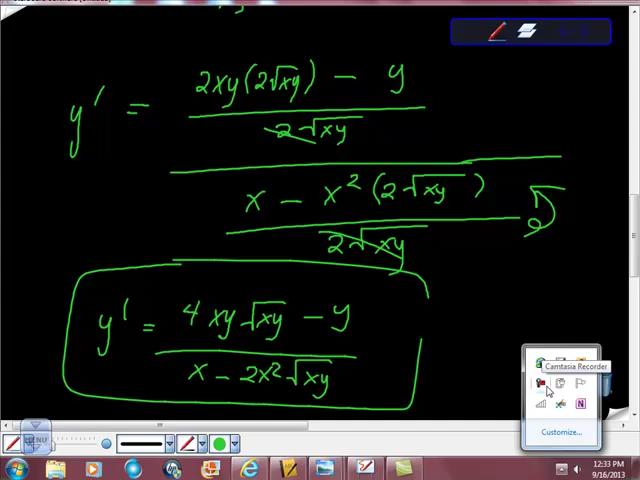 y' = 2xy(2√xy) - y
2√xy
x - x² (2√xy)
2√xy
y' = 4xy√xy - y
x - 2x²√xy
Camtasia Recorder
Customize...
MENU
12:33 PM
9/16/2013